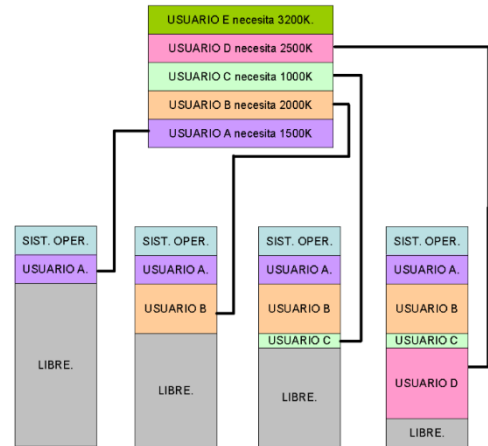 USUARIO E necesita 3200K.
USUARIO D necesita 2500K
USUARIO C necesita 1000K
USUARIO B necesita 2000K
USUARIO A necesita 1500K
SIST. OPER.
USUARIO A.
LIBRE.
SIST. OPER.
USUARIO A.
USUARIO B
LIBRE.
SIST. OPER.
USUARIO A.
USUARIO B
USUARIO C
LIBRE.
SIST. OPER.
USUARIO A.
USUARIO B
USUARIO C
USUARIO D
LIBRE.